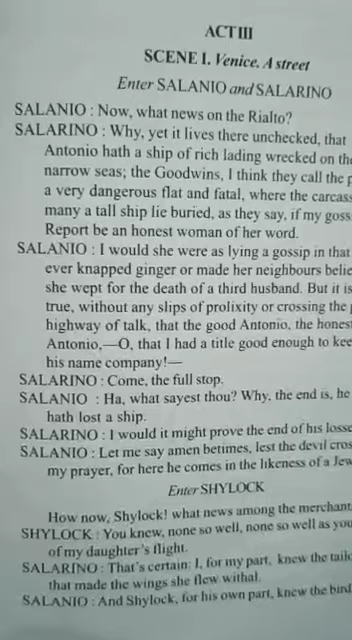 ACT III
SCENE I. Venice. A street
Enter SALANIO and SALARINO
SALANIO : Now, what news on the Rialto?
SALARINO : Why, yet it lives there unchecked, that
Antonio hath a ship of rich lading wrecked on the
narrow seas; the Goodwins, I think they call the
a very dangerous flat and fatal, where the carcass
many a tall ship lie buried, as they say, if my goss
Report be an honest woman of her word.
SALANIO : I would she were as lying a gossip in that
ever knapped ginger or made her neighbours belie
she wept for the death of a third husband. But it is
true, without any slips of prolixity or crossing the
highway of talk, that the good Antonio, the hones
Antonio,—O, that I had a title good enough to kee
his name company!—
SALARINO : Come, the full stop.
SALANIO : Ha, what sayest thou? Why, the end is, he
hath lost a ship.
SALARINO : I would it might prove the end of his losse
SALANIO : Let me say amen betimes, lest the devil cros
my prayer, for here he comes in the likeness of a Jew
Enter SHYLOCK
How now, Shylock! what news among the merchant
SHYLOCK : You knew, none so well, none so well as you
of my daughter's flight.
SALARINO : That's certain: I, for my part, knew the tailo
that made the wings she flew withal.
SALANIO : And Shylock, for his own part, knew the bird